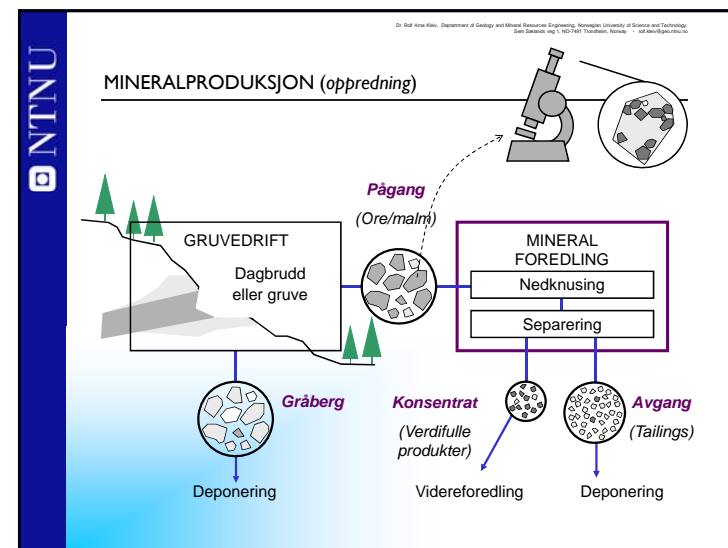 Dr. Rolf Arne Kleiv, Department of Geology and Mineral Resources Engineering, Norwegian University of Science and Technology,
Sem Sælands veg 1, NO-7491 Trondheim, Norway - rolf.kleiv@geo.ntnu.no
NTNU
MINERALPRODUKSJON (oppredning)
Pågang
(Ore/malm)
GRUVEDRIFT
Dagbrudd
eller gruve
MINERAL
FOREDLING
Nedknusing
Separering
Gråberg
Konsentrat
(Verdifulle
produkter)
Avgang
(Tailings)
Deponering
Videreforedling
Deponering